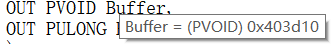 OUT PVOID Buffer,
OUT PULONG
Buffer = (PVOID) 0x403d10